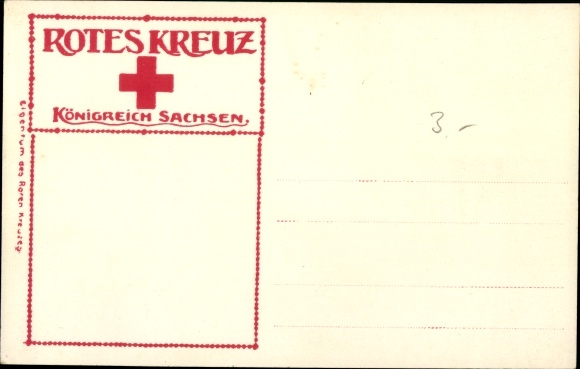 ROTES KREUZ
KÖNIGREICH SACHSEN.
Eigentum des Roten Kreuzes
3.-